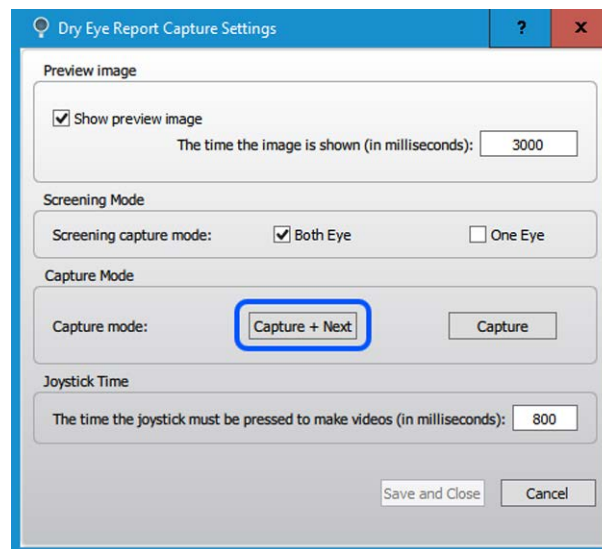 Dry Eye Report Capture Settings ? x
Preview image
Show preview image
The time the image is shown (in milliseconds): 3000
Screening Mode
Screening capture mode: Both Eye One Eye
Capture Mode
Capture mode: Capture + Next Capture
Joystick Time
The time the joystick must be pressed to make videos (in milliseconds): 800
Save and Close Cancel